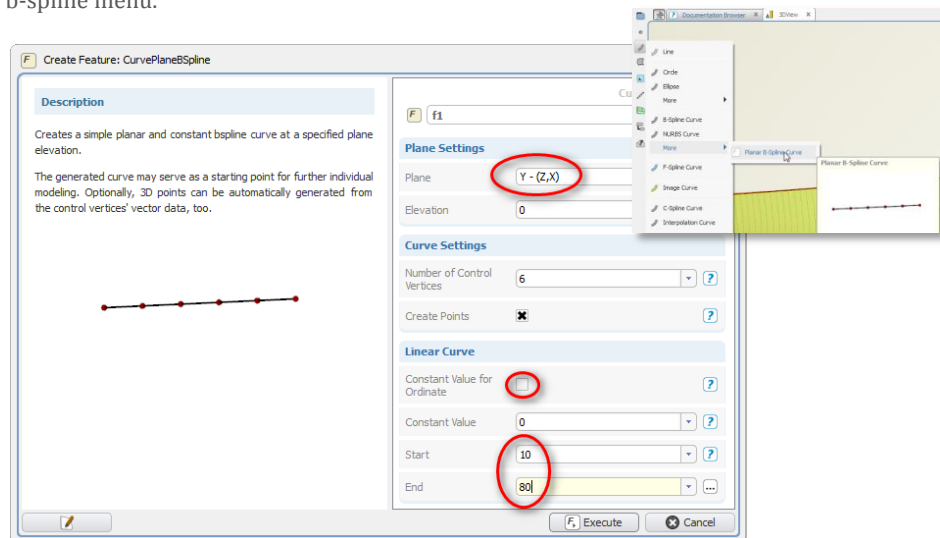 b-spline menu.
Documentation Browser
3DView
Line
Circle
Ellipse
More
B-Spline Curve
NURBS Curve
More
Planar B-Spline Curve
F-Spline Curve
Planar B-Spline Curve
Image Curve
C-Spline Curve
Interpolation Curve
Create Feature: CurvePlaneBSpline
Description
Creates a simple planar and constant bspline curve at a specified plane
elevation.
The generated curve may serve as a starting point for further individual
modeling. Optionally, 3D points can be automatically generated from
the control vertices' vector data, too.
F f1
Plane Settings
Plane Y - (Z,X)
Elevation 0
Curve Settings
Number of Control
Vertices 6 ?
Create Points ?
Linear Curve
Constant Value for
Ordinate ?
Constant Value 0 ?
Start 10 ?
End 80 ...
Execute Cancel